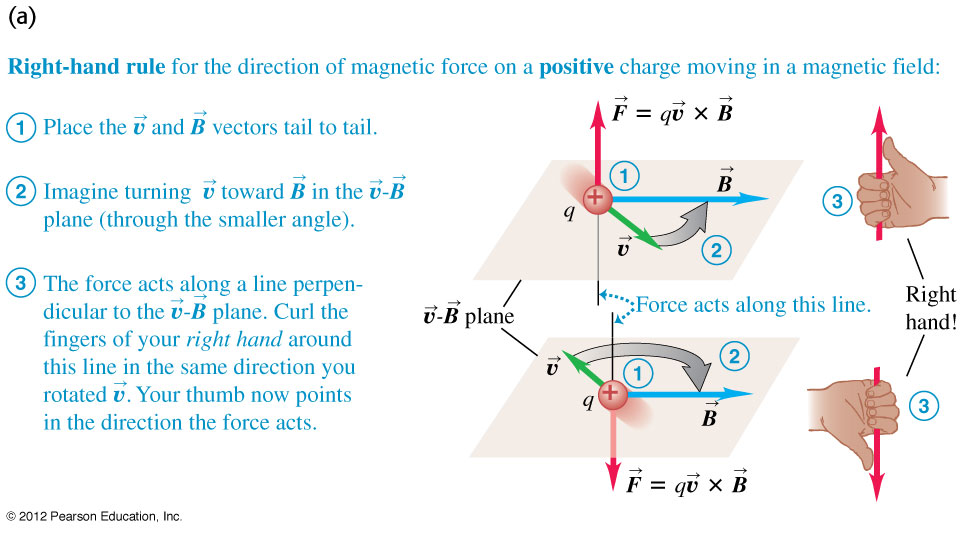 (a)
Right-hand rule for the direction of magnetic force on a positive charge moving in a magnetic field:
1 Place the v⃗ and B⃗ vectors tail to tail.
2 Imagine turning v⃗ toward B⃗ in the v⃗-B⃗
plane (through the smaller angle).
3 The force acts along a line perpen-
dicular to the v⃗-B⃗ plane. Curl the
fingers of your right hand around
this line in the same direction you
rotated v⃗. Your thumb now points
in the direction the force acts.
F⃗ = qv⃗ × B⃗
1
B⃗
q
v⃗
2
3
v⃗-B⃗ plane
Force acts along this line.
Right
hand!
v⃗
1
2
q
B⃗
3
F⃗ = qv⃗ × B⃗
© 2012 Pearson Education, Inc.